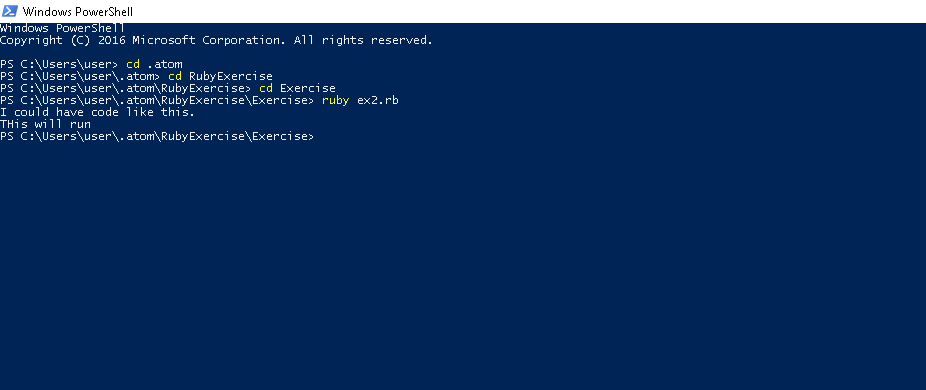 Windows PowerShell
Windows PowerShell
Copyright (C) 2016 Microsoft Corporation. All rights reserved.
PS C:\Users\user> cd .atom
PS C:\Users\user\.atom> cd RubyExercise
PS C:\Users\user\.atom\RubyExercise> cd Exercise
PS C:\Users\user\.atom\RubyExercise\Exercise> ruby ex2.rb
I could have code like this.
THis will run
PS C:\Users\user\.atom\RubyExercise\Exercise>